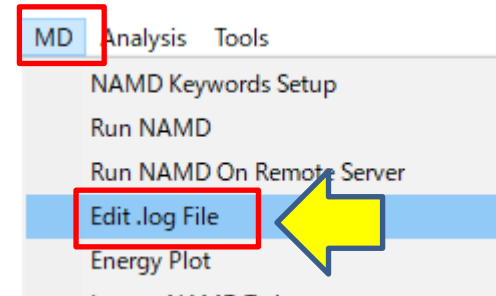 MD Analysis Tools
NAMD Keywords Setup
Run NAMD
Run NAMD On Remote Server
Edit .log File
Energy Plot